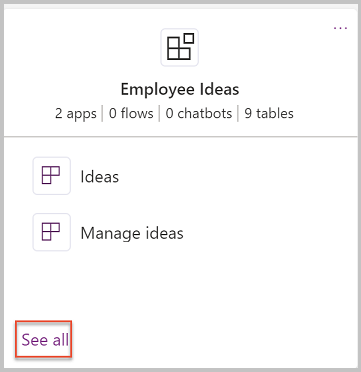 ...
Employee Ideas
2 apps | 0 flows | 0 chatbots | 9 tables
Ideas
Manage ideas
See all